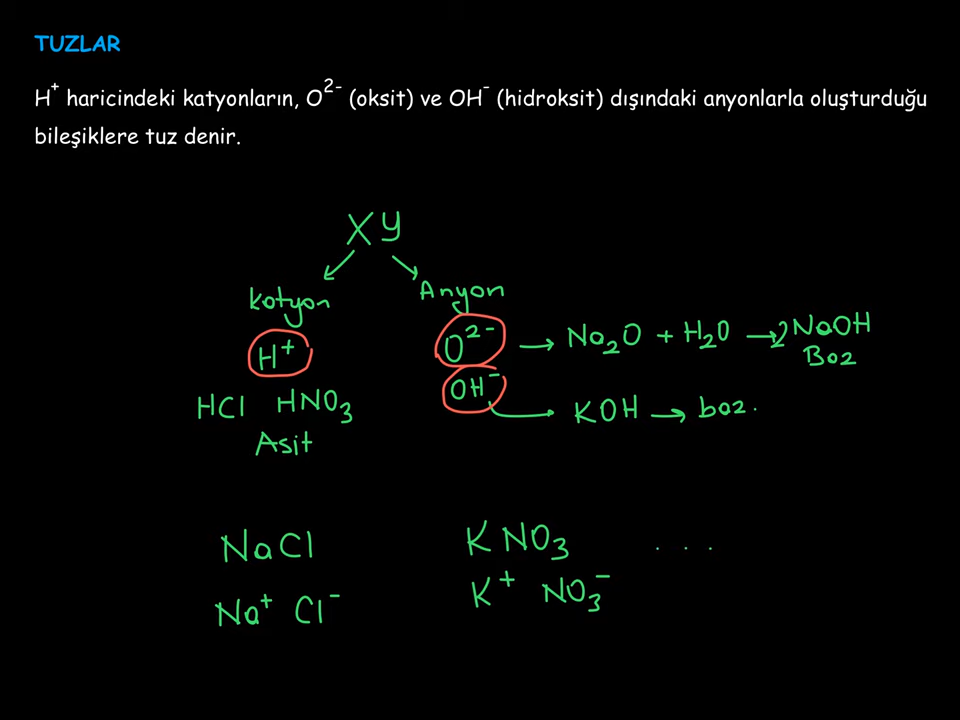 TUZLAR
H⁺ haricindeki katyonların, O²⁻ (oksit) ve OH⁻ (hidroksit) dışındaki anyonlarla oluşturduğu
bileşiklere tuz denir.
XY
Katyon Anyon
H⁺ O²⁻ → Na₂O + H₂O → 2NaOH
Baz
OH⁻ → KOH → baz.
HCl HNO₃
Asit
NaCl KNO₃ . . .
Na⁺ Cl⁻ K⁺ NO₃⁻